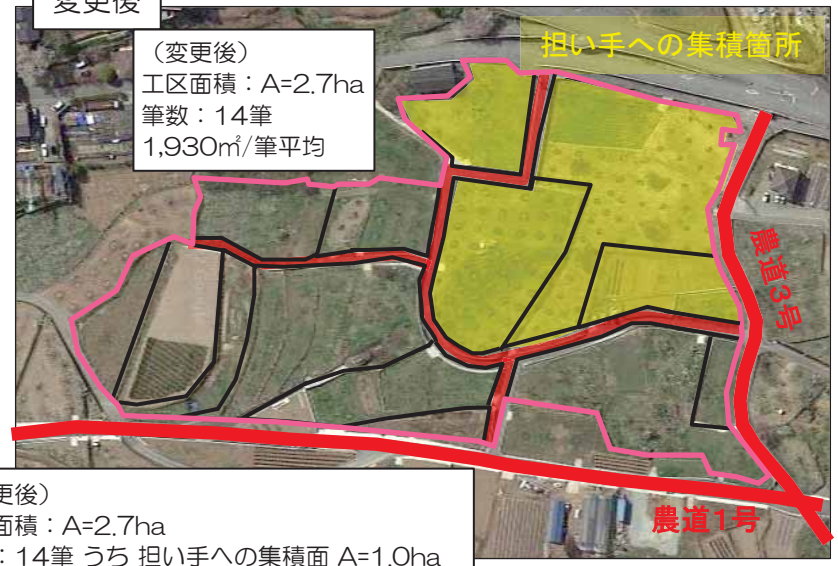 変更後
（変更後）
工区面積：A=2.7ha
筆数：14筆
1,930㎡/筆平均
担い手への集積箇所
農道3号
農道1号
更後）
面積：A=2.7ha
：14筆 うち 担い手への集積面 A=1.0ha